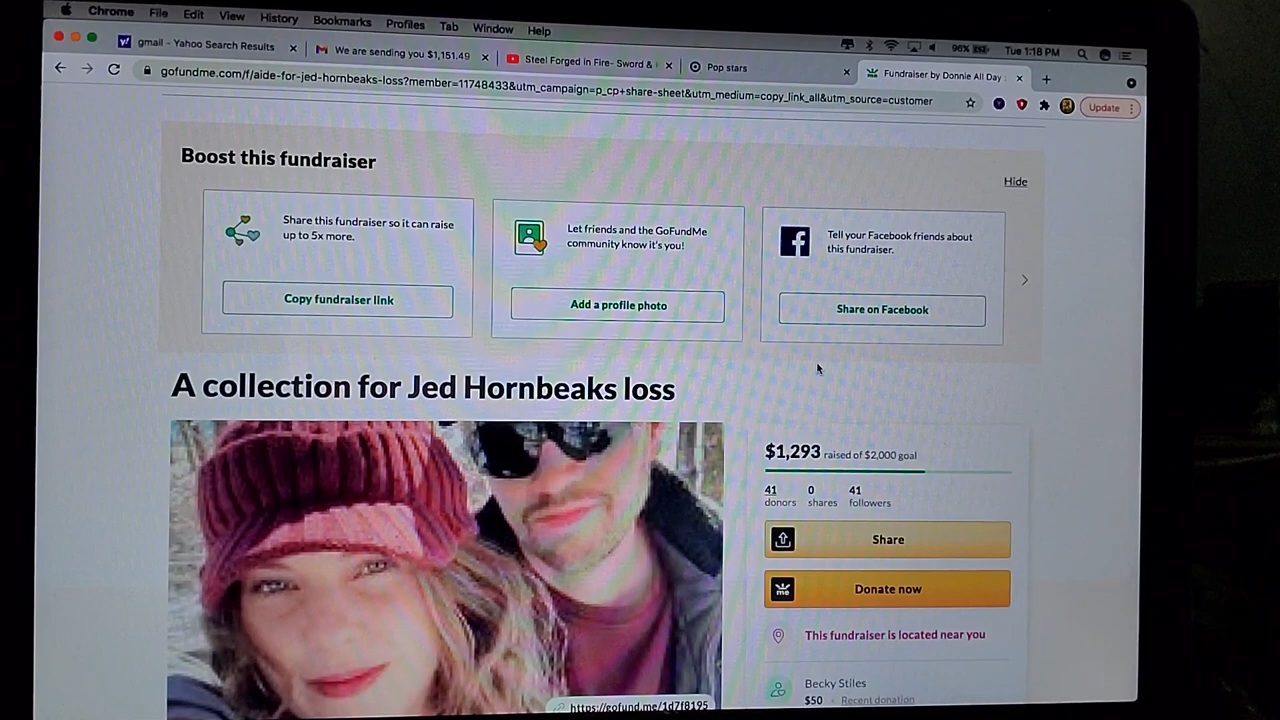 Chrome File Edit View History Bookmarks Profiles Tab Window Help
96% Tue 1:18 PM
gmail - Yahoo Search Results
We are sending you $1,151.49
Steel Forged in Fire- Sword &
Pop stars
Fundraiser by Donnie All Day
gofundme.com/f/aide-for-jed-hornbeaks-loss?member=11748433&utm_campaign=p_cp+share-sheet&utm_medium=copy_link_all&utm_source=customer
Update
Boost this fundraiser
Hide
Share this fundraiser so it can raise
up to 5x more.
Copy fundraiser link
Let friends and the GoFundMe
community know it's you!
Add a profile photo
Tell your Facebook friends about
this fundraiser.
Share on Facebook
A collection for Jed Hornbeaks loss
$1,293 raised of $2,000 goal
41 0 41
donors shares followers
Share
me
Donate now
This fundraiser is located near you
Becky Stiles
$50 Recent donation
https://gofund.me/1d7f8195